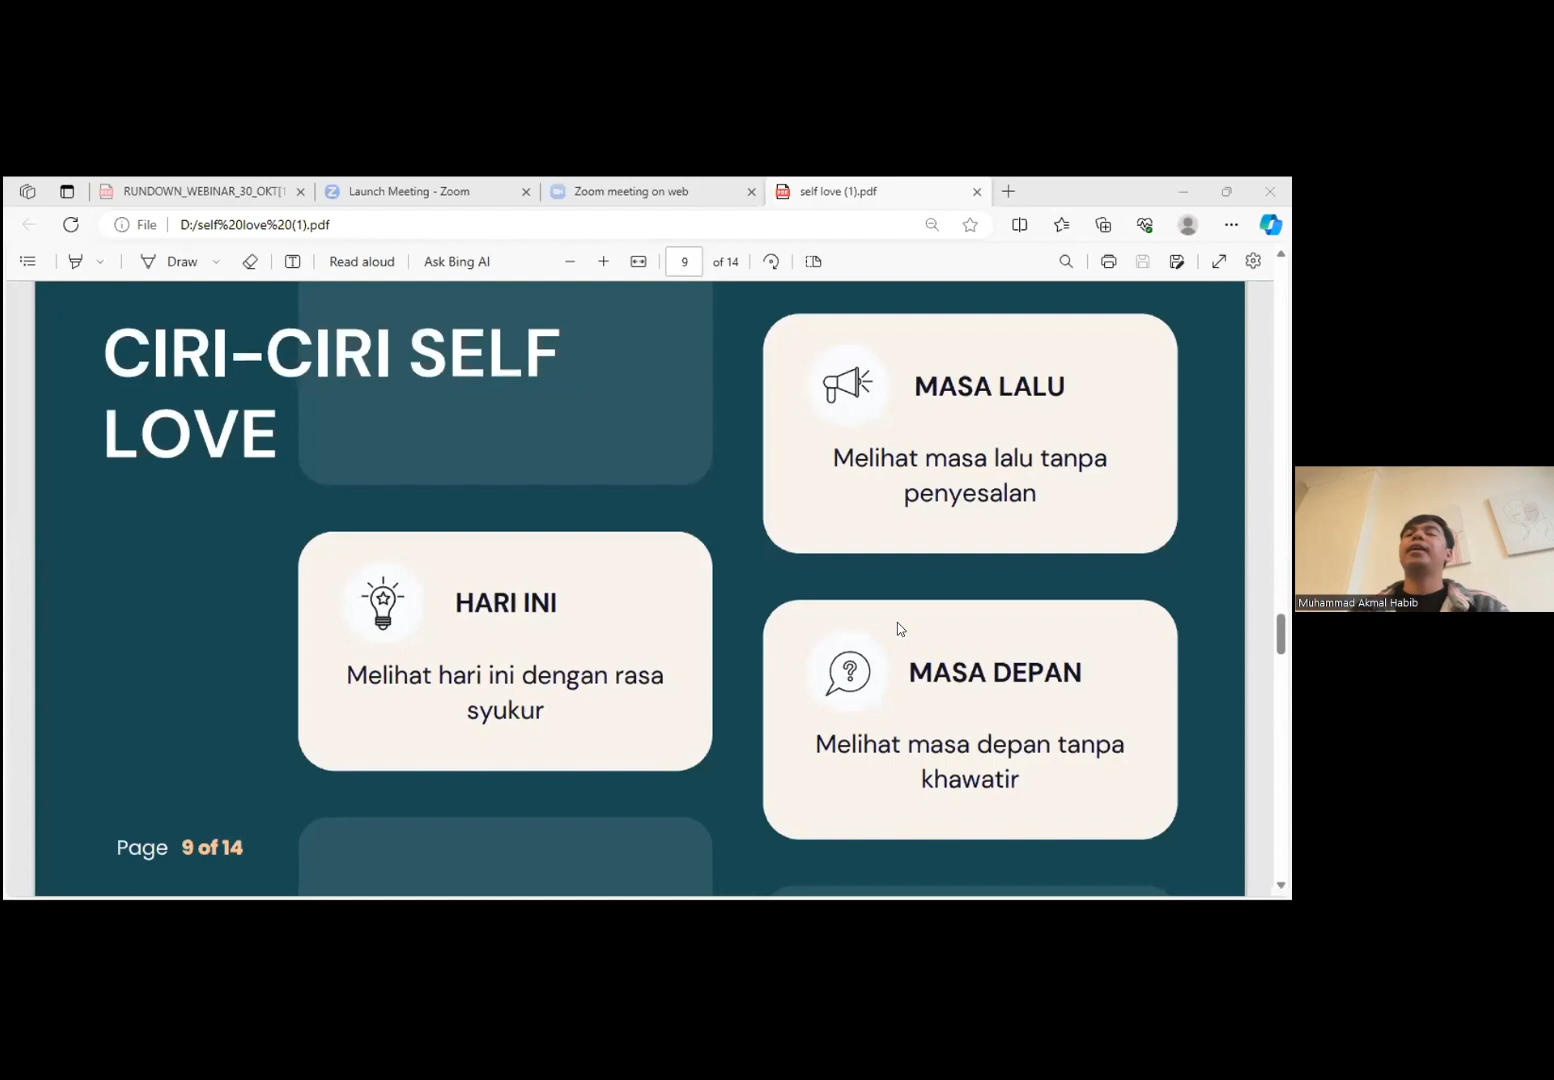 RUNDOWN_WEBINAR_30_OKT[1
Launch Meeting - Zoom
Zoom meeting on web
self love (1).pdf
File
D:/self%20love%20(1).pdf
Draw
Read aloud
Ask Bing AI
9
of 14
CIRI-CIRI SELF
LOVE
MASA LALU
Melihat masa lalu tanpa
penyesalan
HARI INI
Melihat hari ini dengan rasa
syukur
MASA DEPAN
Melihat masa depan tanpa
khawatir
Page 9 of 14
Muhammad Akmal Habib